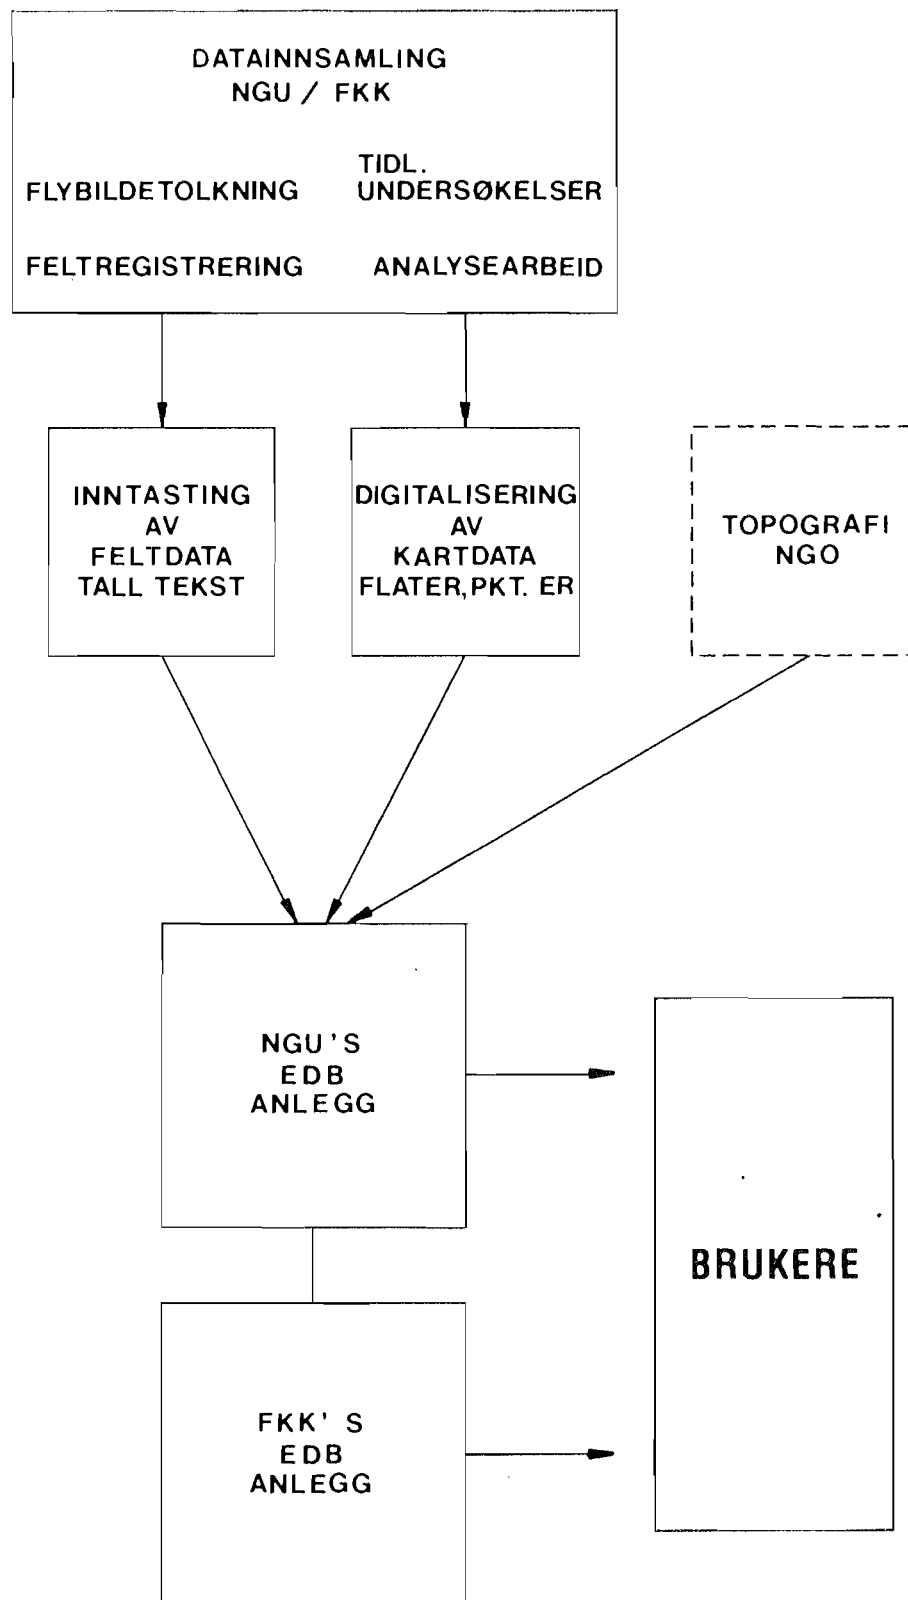 DATAINNSAMLING
NGU / FKK
FLYBILDETOLKNING
TIDL.
UNDERSØKELSER
FELTREGISTRERING
ANALYSEARBEID
INNTASTING
AV
FELTDATA
TALL TEKST
DIGITALISERING
AV
KARTDATA
FLATER,PKT. ER
TOPOGRAFI
NGO
NGU'S
EDB
ANLEGG
BRUKERE
FKK'S
EDB
ANLEGG